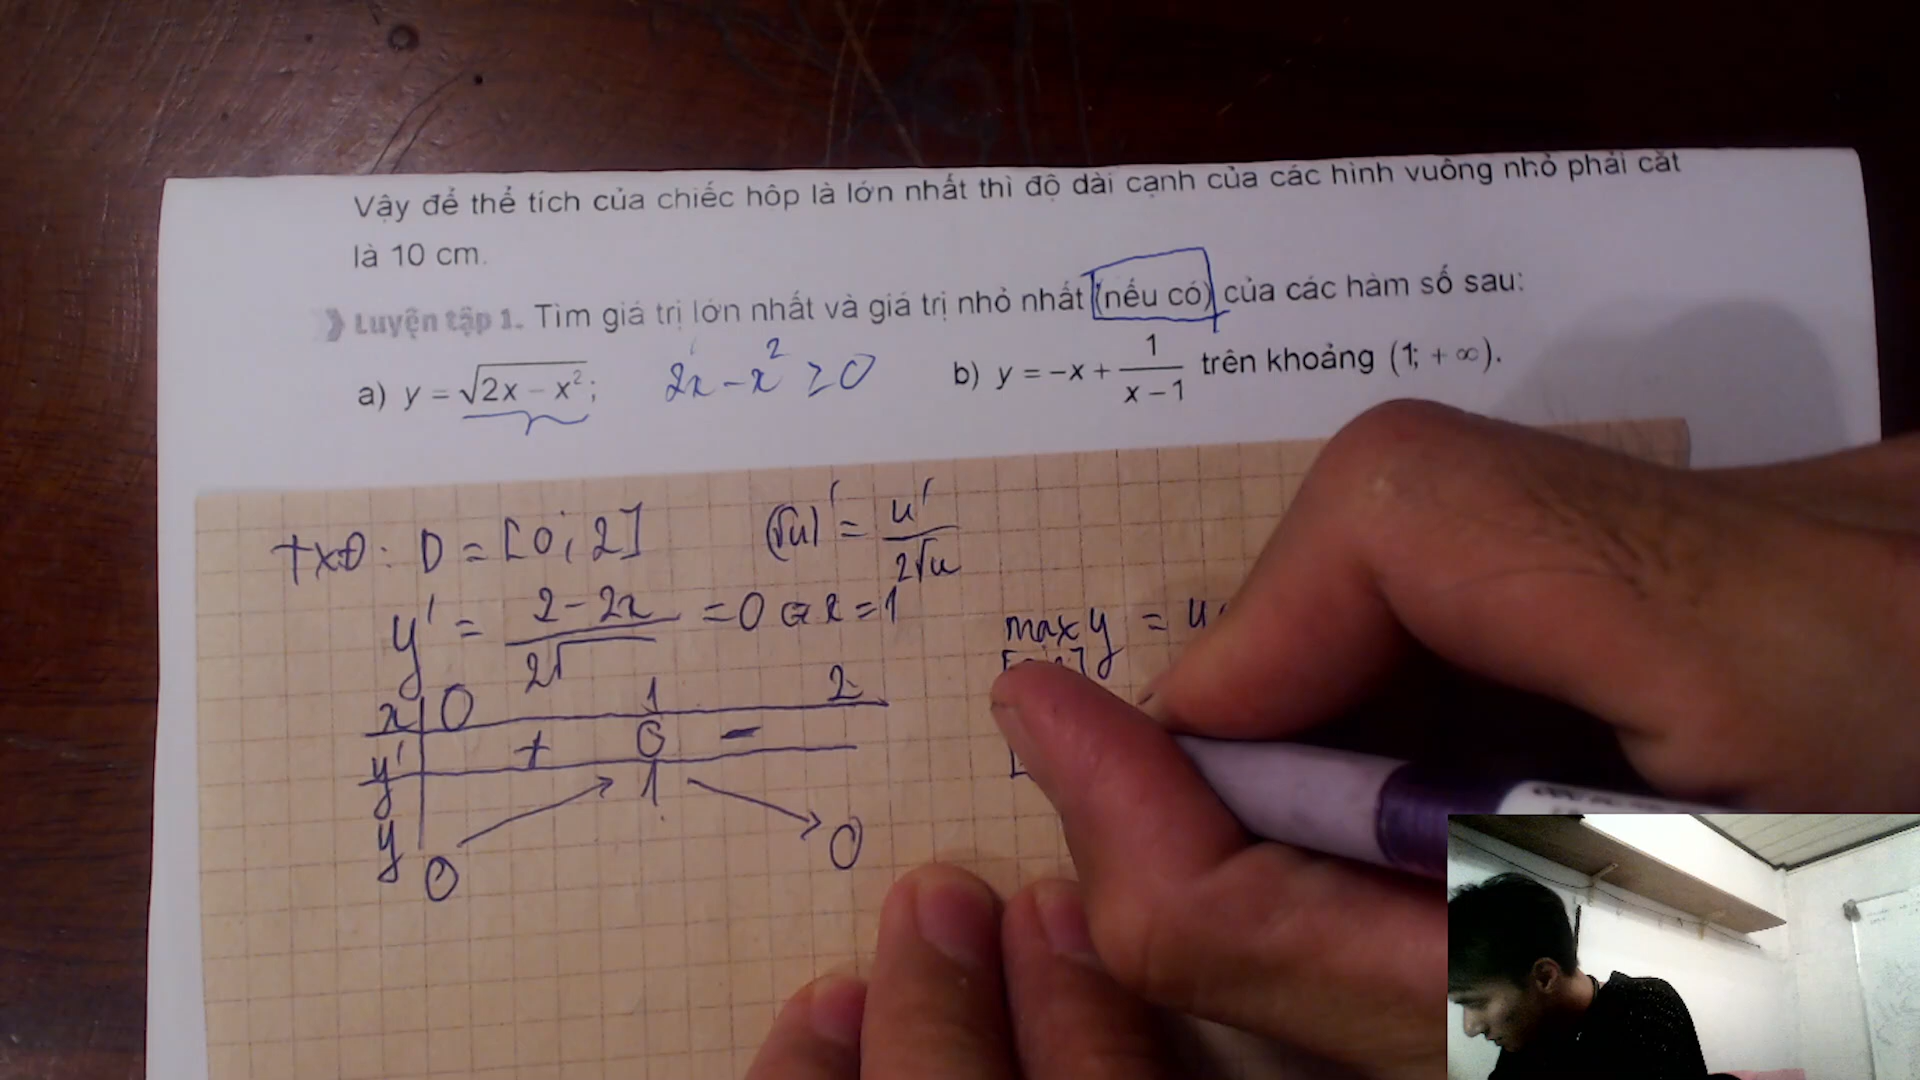 Vậy để thể tích của chiếc hộp là lớn nhất thì độ dài cạnh của các hình vuông nhỏ phải cắt
là 10 cm.
Luyện tập 1. Tìm giá trị lớn nhất và giá trị nhỏ nhất (nếu có) của các hàm số sau:
a) y = √(2x − x²); 2x − x² ≥ 0 b) y = −x + 1/(x − 1) trên khoảng (1; +∞).
TXĐ: D = [0; 2] (√u)' = u'/(2√u)
y' = (2 − 2x)/(2√ ) = 0 ⇔ x = 1
max y =
x 0 1 2
y' + 0 −
y 0 1 0